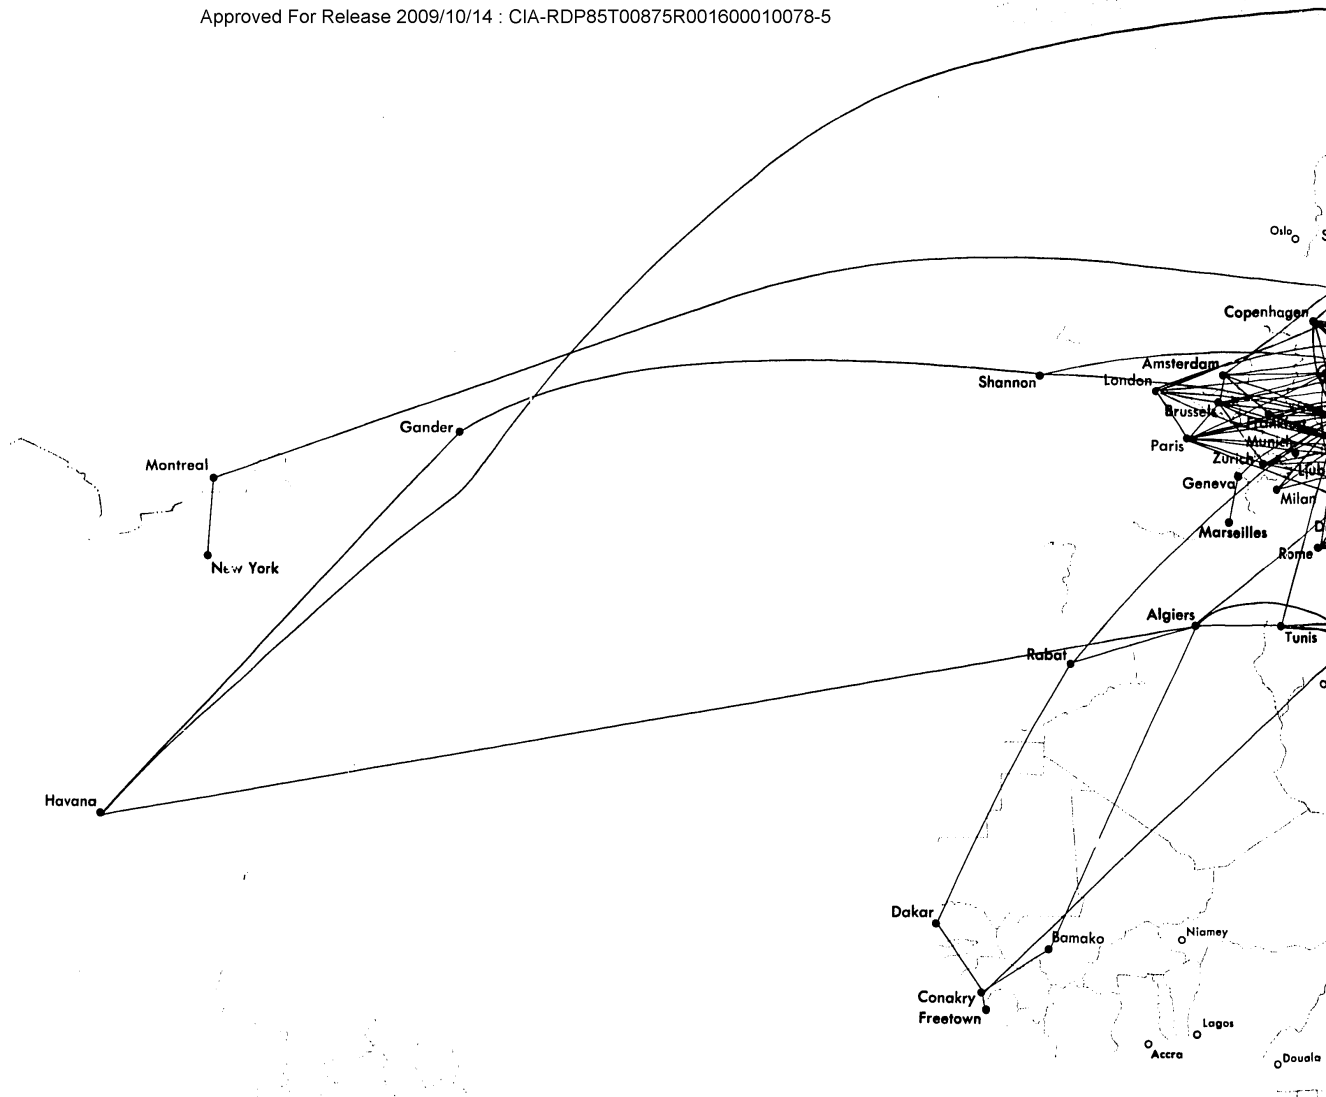 Approved For Release 2009/10/14 : CIA-RDP85T00875R001600010078-5
Oslo
Copenhagen
Amsterdam
Shannon
London
Brussels
Gander
Frankfurt
Paris
Munich
Zurich
Montreal
Geneva
Milan
Marseilles
Rome
New York
Algiers
Tunis
Rabat
Havana
Dakar
Bamako
Niamey
Conakry
Freetown
Lagos
Accra
Douala